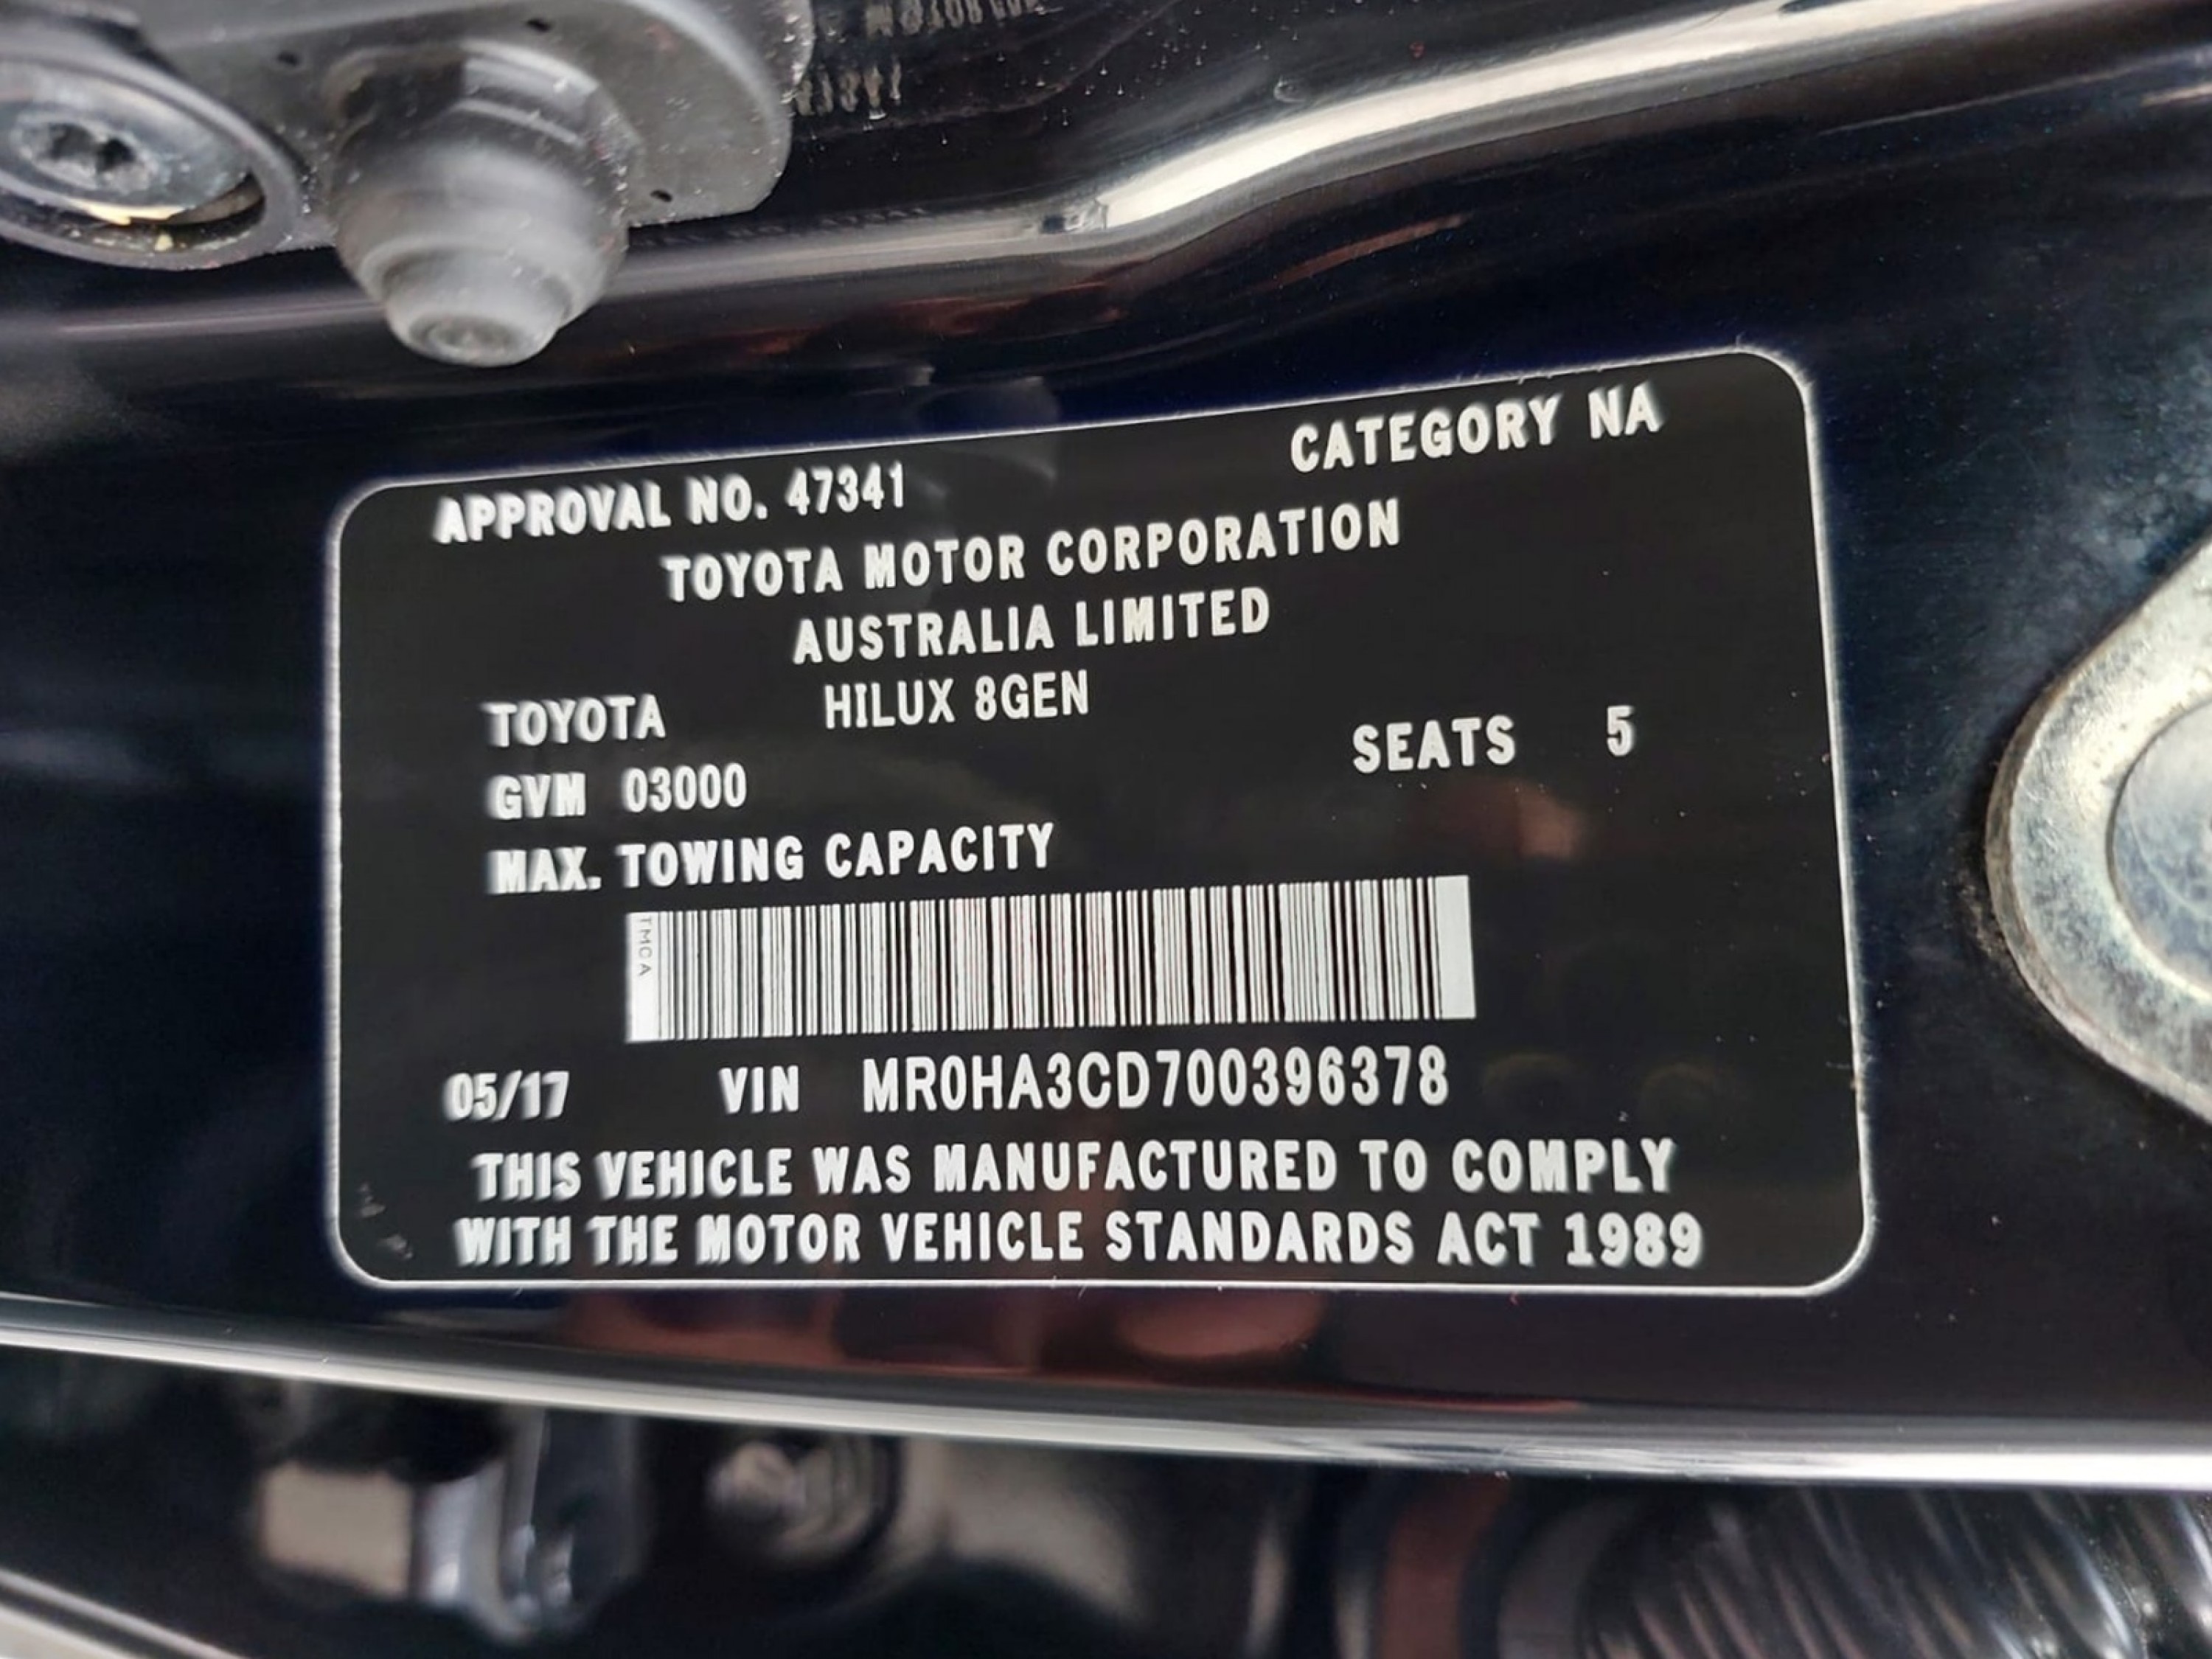 APPROVAL NO. 47341 CATEGORY NA
TOYOTA MOTOR CORPORATION
AUSTRALIA LIMITED
TOYOTA HILUX 8GEN
GVM 03000 SEATS 5
MAX. TOWING CAPACITY
TMCA
05/17 VIN MR0HA3CD700396378
THIS VEHICLE WAS MANUFACTURED TO COMPLY
WITH THE MOTOR VEHICLE STANDARDS ACT 1989